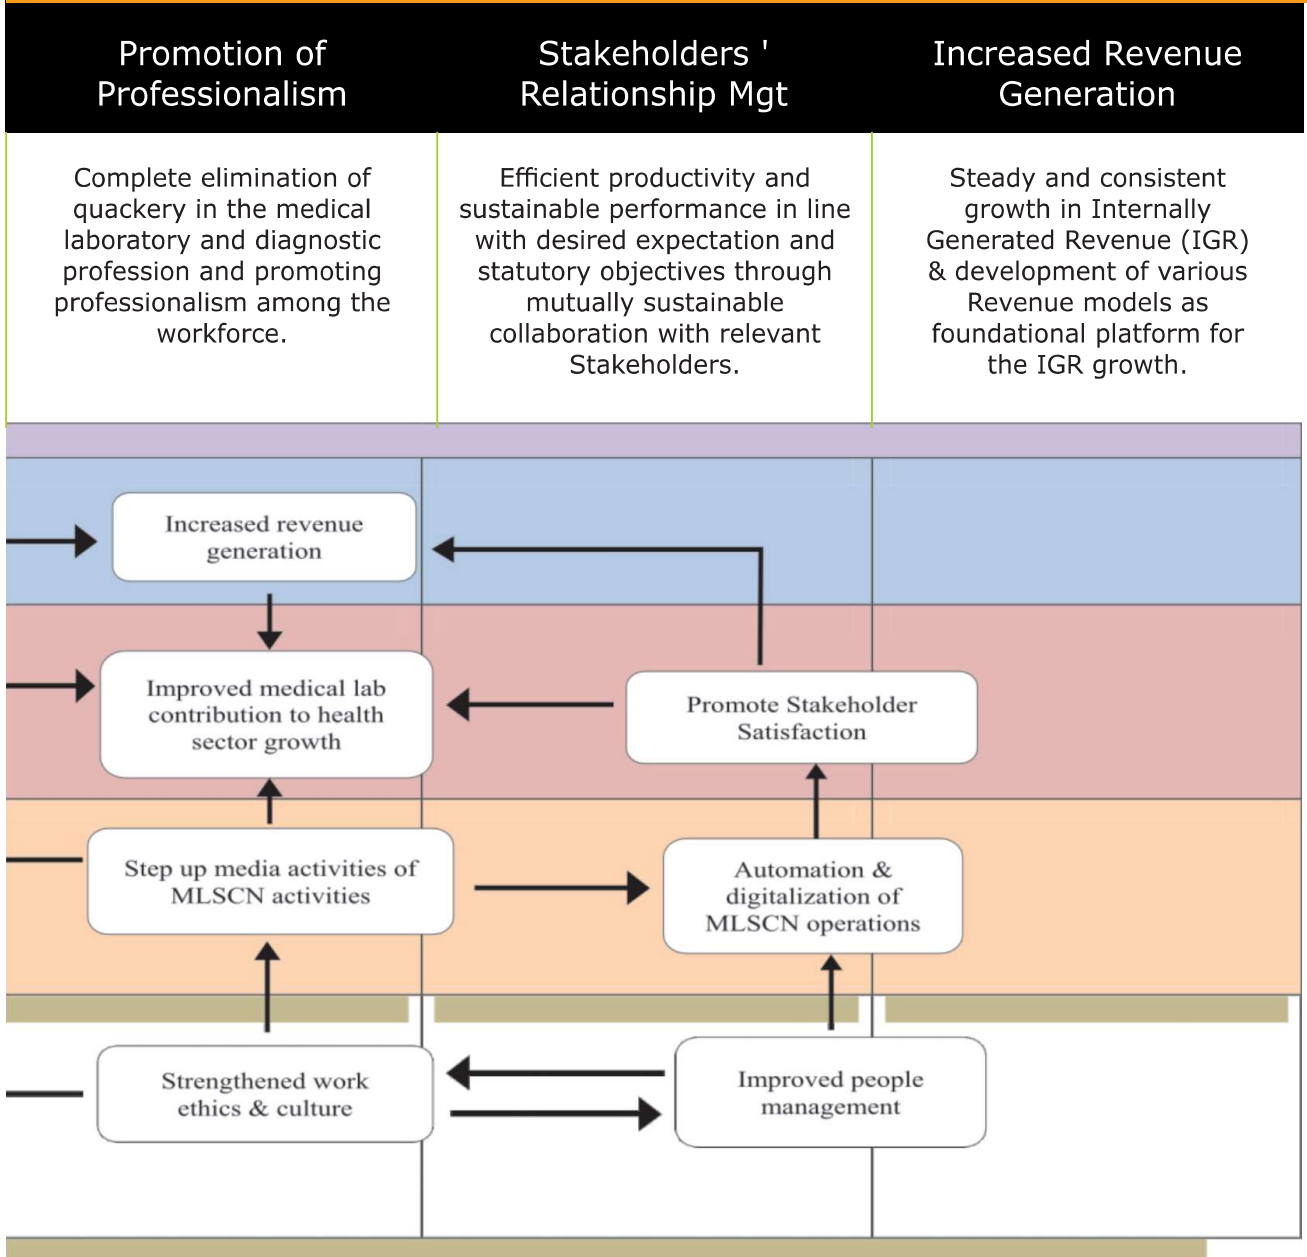 Promotion of
Professionalism
Stakeholders '
Relationship Mgt
Increased Revenue
Generation
Complete elimination of
quackery in the medical
laboratory and diagnostic
profession and promoting
professionalism among the
workforce.
Efficient productivity and
sustainable performance in line
with desired expectation and
statutory objectives through
mutually sustainable
collaboration with relevant
Stakeholders.
Steady and consistent
growth in Internally
Generated Revenue (IGR)
& development of various
Revenue models as
foundational platform for
the IGR growth.
Increased revenue
generation
Improved medical lab
contribution to health
sector growth
Promote Stakeholder
Satisfaction
Step up media activities of
MLSCN activities
Automation &
digitalization of
MLSCN operations
Strengthened work
ethics & culture
Improved people
management